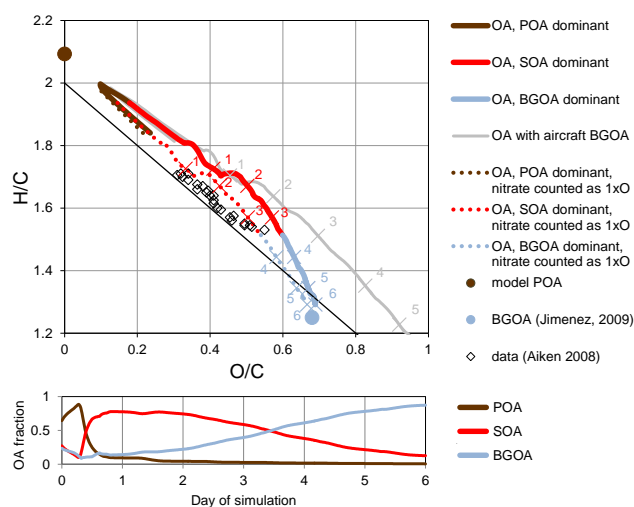 2.2
2
1.8
1.6
1.4
1.2
H/C
0
0.2
0.4
0.6
0.8
1
O/C
1
1
1
2
2
2
3
3
3
4
4
4
5
5
5
6
6
OA, POA dominant
OA, SOA dominant
OA, BGOA dominant
OA with aircraft BGOA
OA, POA dominant,
nitrate counted as 1xO
OA, SOA dominant,
nitrate counted as 1xO
OA, BGOA dominant,
nitrate counted as 1xO
model POA
BGOA (Jimenez, 2009)
data (Aiken 2008)
1
0.5
0
OA fraction
0
1
2
3
4
5
6
Day of simulation
POA
SOA
BGOA